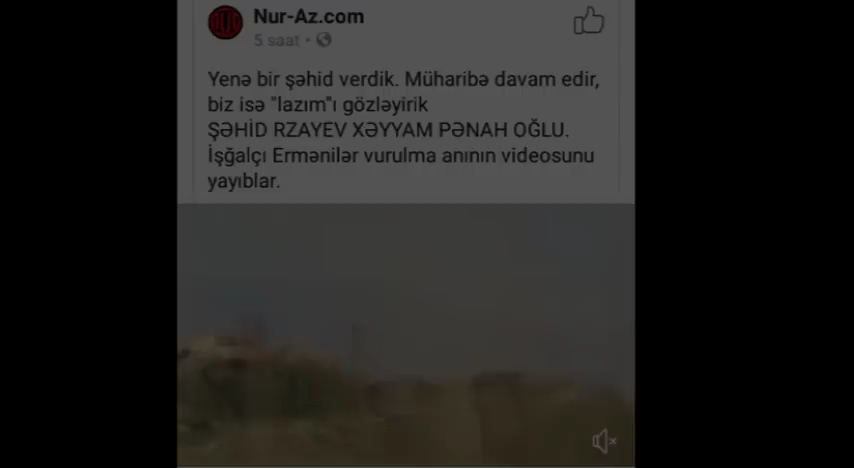 Nur-Az.com
5 saat
Yenə bir şəhid verdik. Müharibə davam edir,
biz isə "lazım"ı gözləyirik
ŞƏHİD RZAYEV XƏYYAM PƏNAH OĞLU.
İşğalçı Ermənilər vurulma anının videosunu
yayıblar.